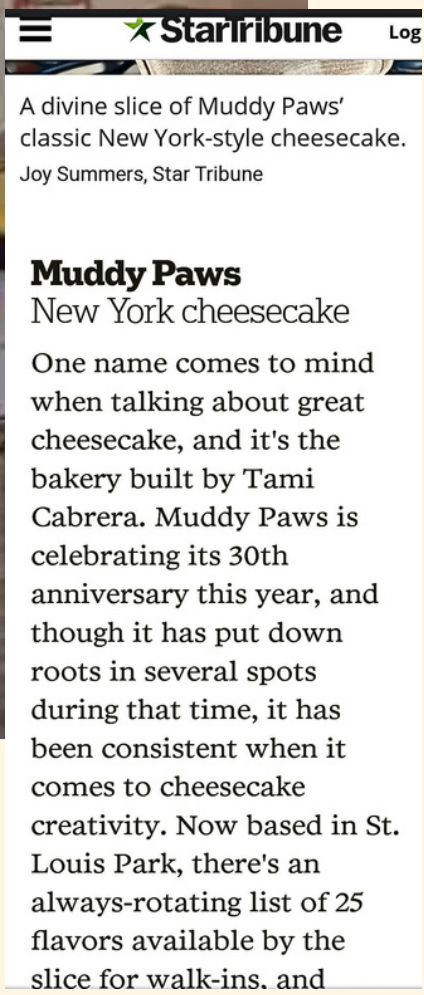 StarTribune
Log
A divine slice of Muddy Paws'
classic New York-style cheesecake.
Joy Summers, Star Tribune
Muddy Paws
New York cheesecake
One name comes to mind
when talking about great
cheesecake, and it's the
bakery built by Tami
Cabrera. Muddy Paws is
celebrating its 30th
anniversary this year, and
though it has put down
roots in several spots
during that time, it has
been consistent when it
comes to cheesecake
creativity. Now based in St.
Louis Park, there's an
always-rotating list of 25
flavors available by the
slice for walk-ins, and